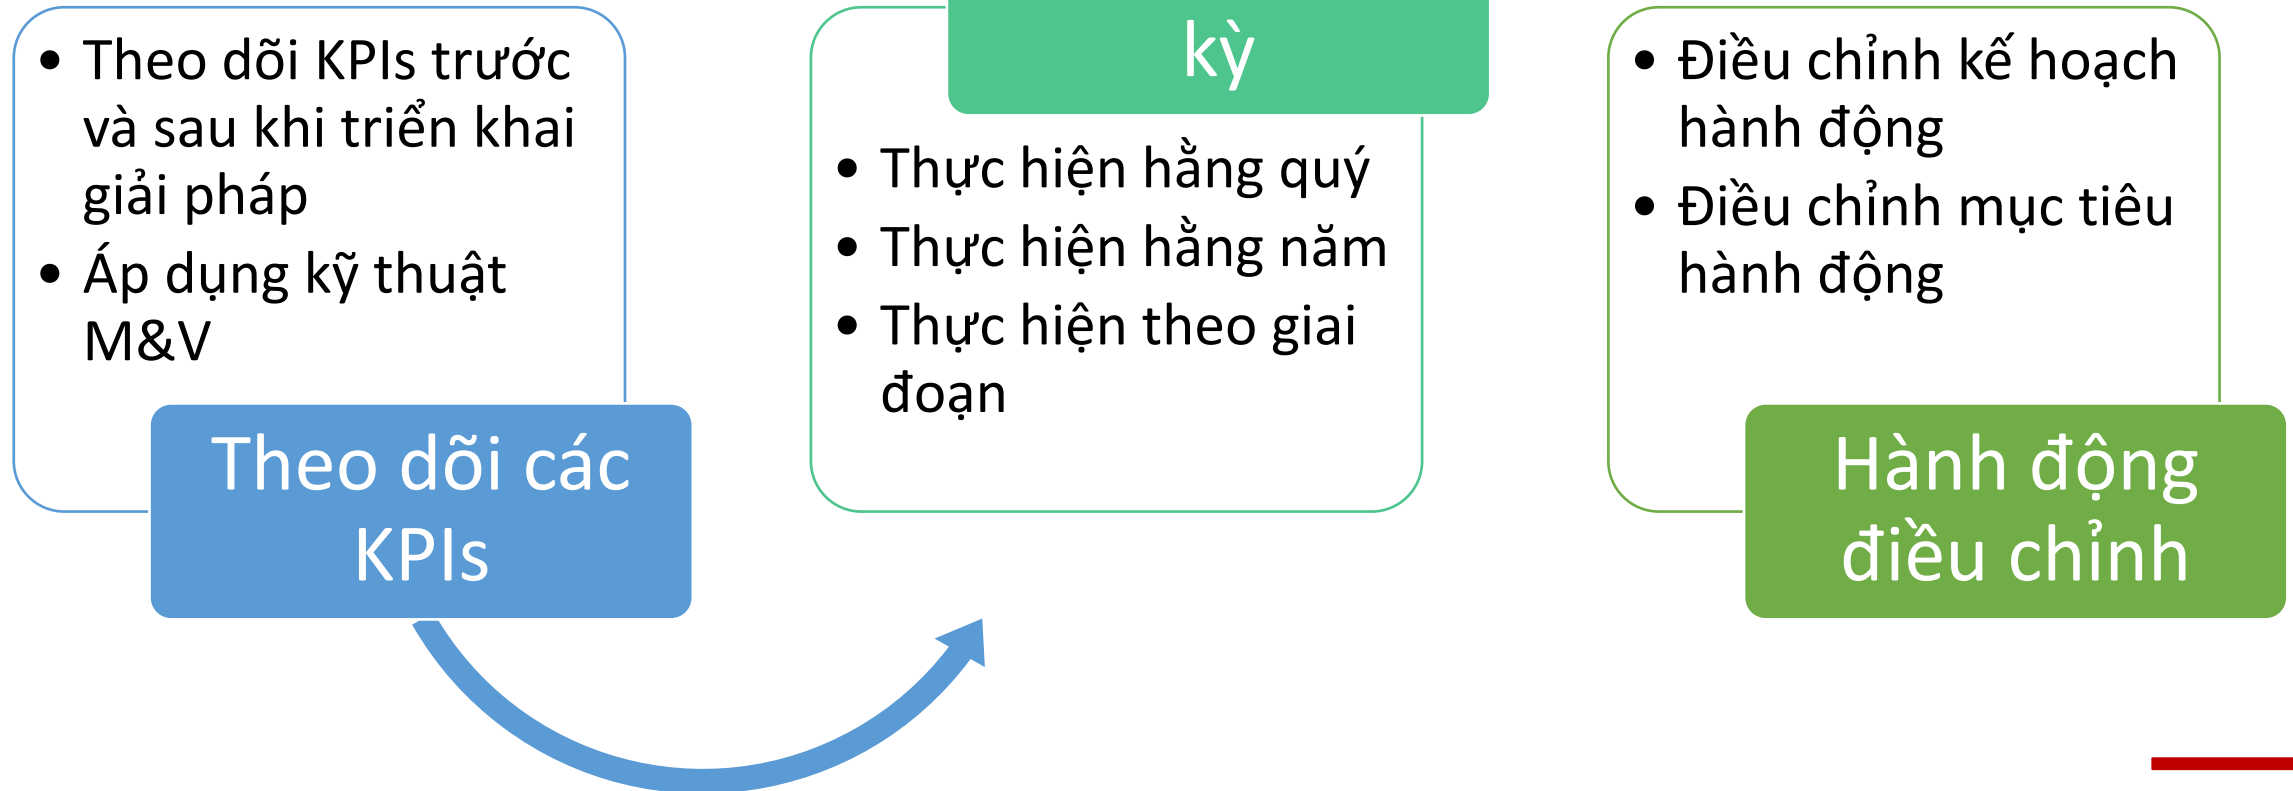 • Theo dõi KPIs trước
và sau khi triển khai
giải pháp
• Áp dụng kỹ thuật
M&V
Theo dõi các
KPIs
kỳ
• Thực hiện hằng quý
• Thực hiện hằng năm
• Thực hiện theo giai
đoạn
• Điều chỉnh kế hoạch
hành động
• Điều chỉnh mục tiêu
hành động
Hành động
điều chỉnh